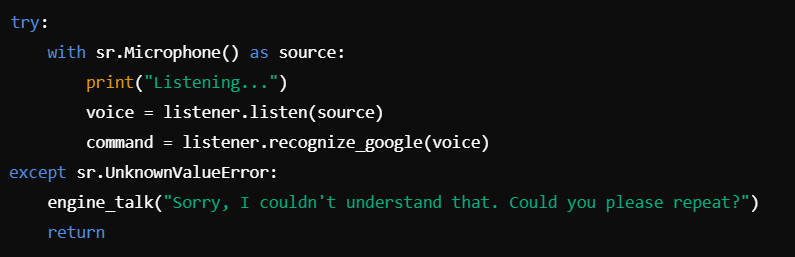 try:
    with sr.Microphone() as source:
        print("Listening...")
        voice = listener.listen(source)
        command = listener.recognize_google(voice)
except sr.UnknownValueError:
    engine_talk("Sorry, I couldn't understand that. Could you please repeat?")
    return